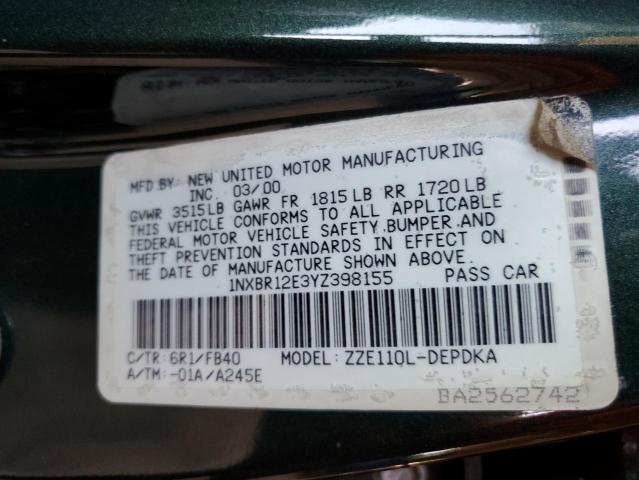 MFD.BY: NEW UNITED MOTOR MANUFACTURING
INC. 03/00
GVWR 3515LB GAWR FR 1815LB RR 1720LB
THIS VEHICLE CONFORMS TO ALL APPLICABLE
FEDERAL MOTOR VEHICLE SAFETY,BUMPER,AND
THEFT PREVENTION STANDARDS IN EFFECT ON
THE DATE OF MANUFACTURE SHOWN ABOVE.
1NXBR12E3YZ398155 PASS CAR
C/TR:6R1/FB40 MODEL:ZZE110L-DEPDKA
A/TM:-01A/A245E
BA2562742